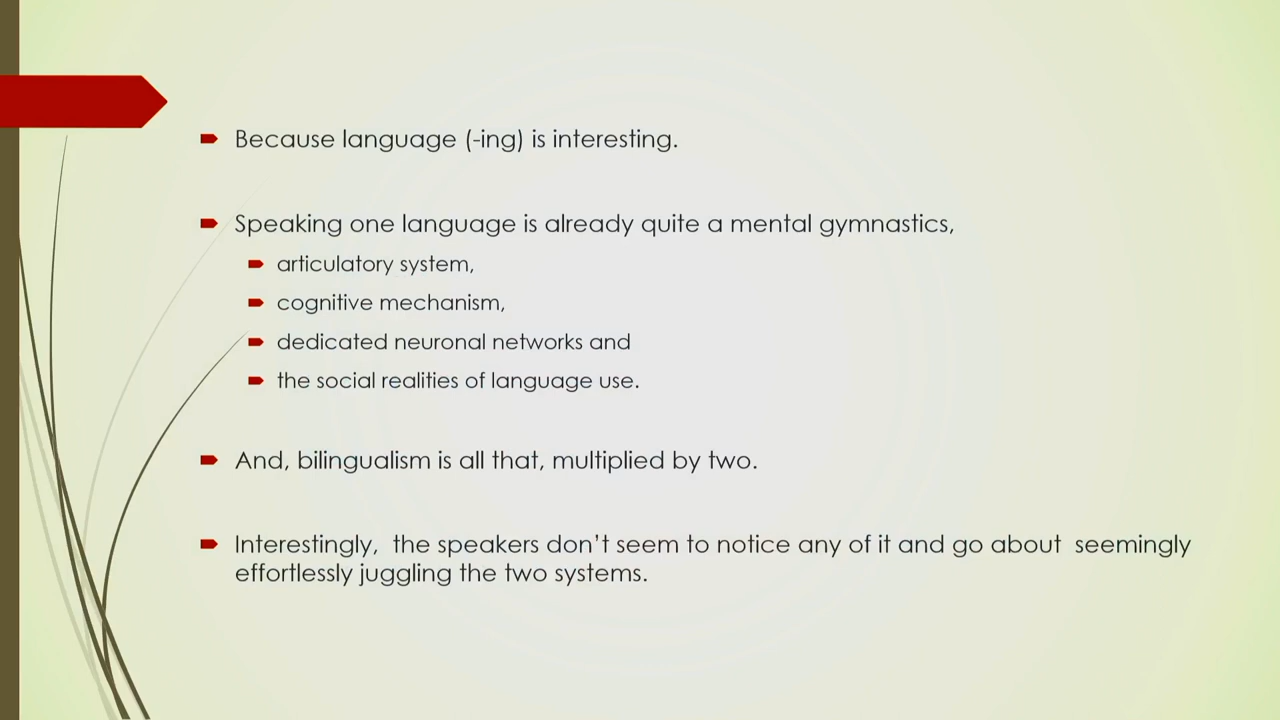 Because language (-ing) is interesting.
Speaking one language is already quite a mental gymnastics,
articulatory system,
cognitive mechanism,
dedicated neuronal networks and
the social realities of language use.
And, bilingualism is all that, multiplied by two.
Interestingly,  the speakers don’t seem to notice any of it and go about  seemingly
effortlessly juggling the two systems.